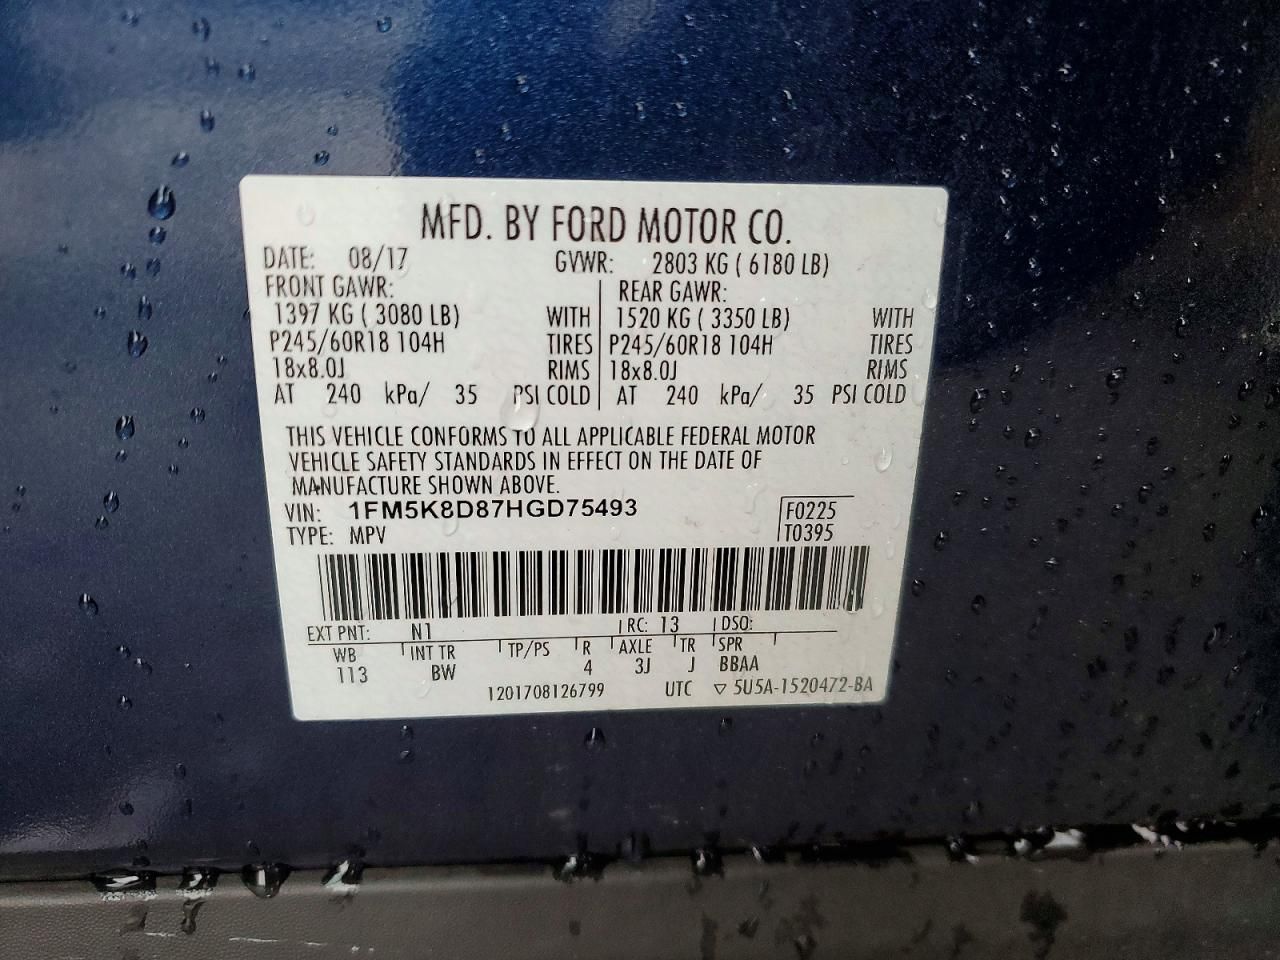 MFD. BY FORD MOTOR CO.
DATE: 08/17 GVWR: 2803 KG ( 6180 LB)
FRONT GAWR: REAR GAWR:
1397 KG ( 3080 LB) WITH 1520 KG ( 3350 LB) WITH
P245/60R18 104H TIRES P245/60R18 104H TIRES
18x8.0J RIMS 18x8.0J RIMS
AT 240 kPa/ 35 PSI COLD AT 240 kPa/ 35 PSI COLD
THIS VEHICLE CONFORMS TO ALL APPLICABLE FEDERAL MOTOR
VEHICLE SAFETY STANDARDS IN EFFECT ON THE DATE OF
MANUFACTURE SHOWN ABOVE.
VIN: 1FM5K8D87HGD75493 F0225
TYPE: MPV T0395
EXT PNT: N1 RC: 13 DSO:
WB INT TR TP/PS R AXLE TR SPR
113 BW 4 3J J BBAA
1201708126799 UTC ▽ 5U5A-1520472-BA